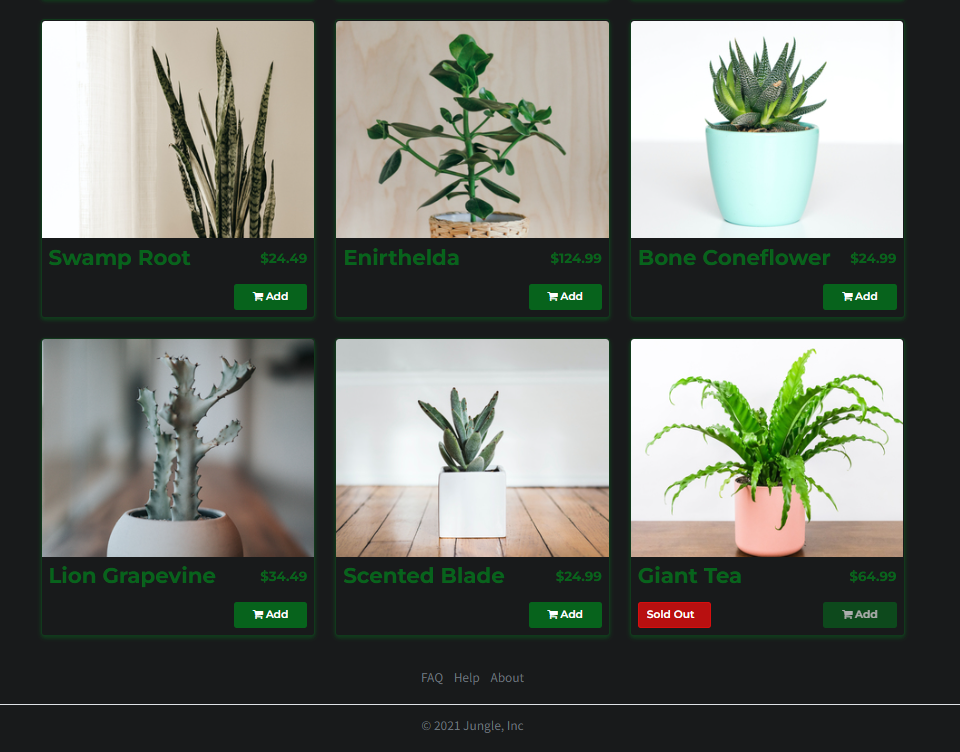 Swamp Root $24.49
Add
Enirthelda $124.99
Add
Bone Coneflower $24.99
Add
Lion Grapevine $34.49
Add
Scented Blade $24.99
Add
Giant Tea $64.99
Sold Out Add
FAQ Help About
© 2021 Jungle, Inc